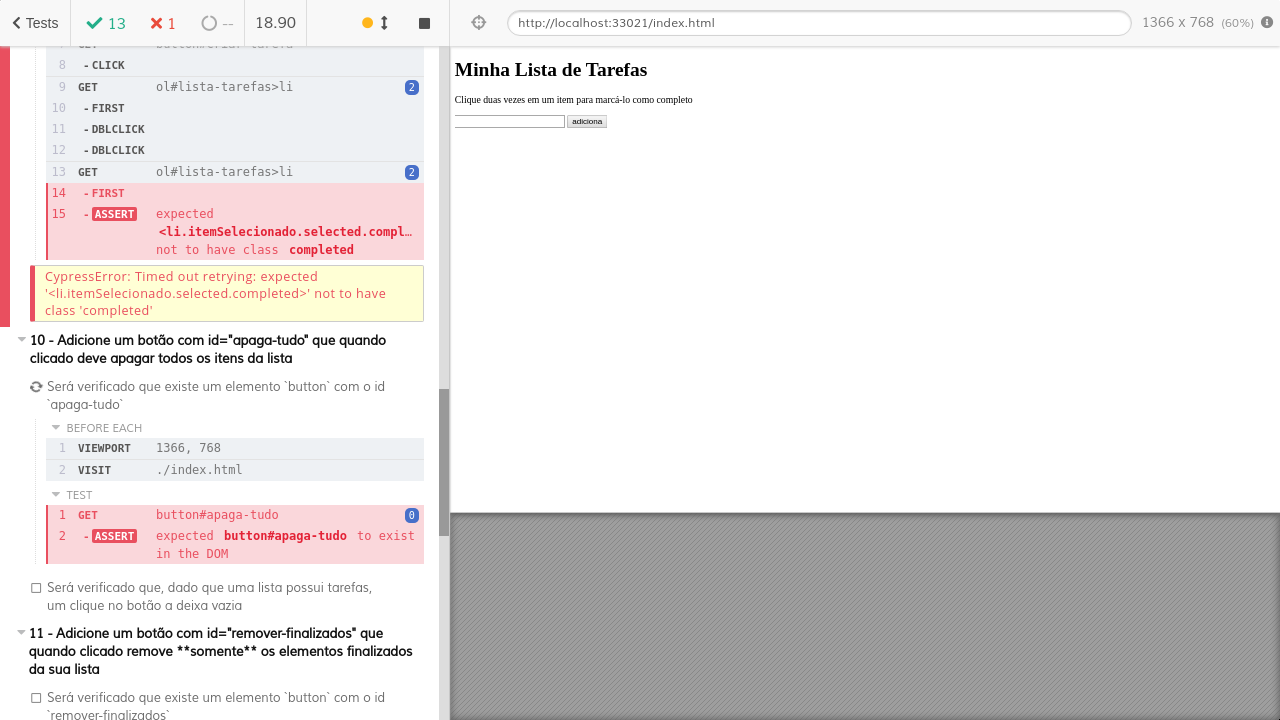 Tests
13
1
--
18.90
http://localhost:33021/index.html
1366 x 768 (60%)
8 -CLICK
9 GET ol#lista-tarefas>li 2
10 -FIRST
11 -DBLCLICK
12 -DBLCLICK
13 GET ol#lista-tarefas>li 2
14 -FIRST
15 -ASSERT expected
<li.itemSelecionado.selected.compl…
not to have class completed
CypressError: Timed out retrying: expected
'<li.itemSelecionado.selected.completed>' not to have
class 'completed'
10 - Adicione um botão com id="apaga-tudo" que quando
clicado deve apagar todos os itens da lista
Será verificado que existe um elemento `button` com o id
`apaga-tudo`
BEFORE EACH
1 VIEWPORT 1366, 768
2 VISIT ./index.html
TEST
1 GET button#apaga-tudo 0
2 -ASSERT expected button#apaga-tudo to exist
in the DOM
Será verificado que, dado que uma lista possui tarefas,
um clique no botão a deixa vazia
11 - Adicione um botão com id="remover-finalizados" que
quando clicado remove **somente** os elementos finalizados
da sua lista
Será verificado que existe um elemento `button` com o id
`remover-finalizados`
Minha Lista de Tarefas
Clique duas vezes em um item para marcá-lo como completo
adiciona